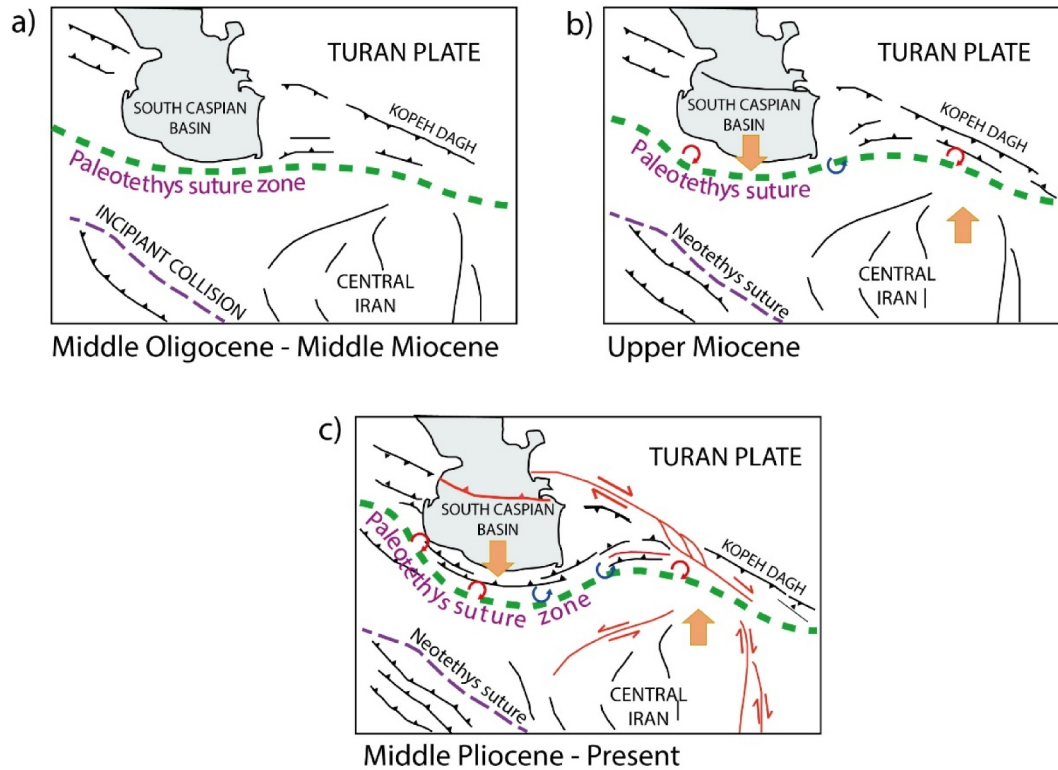 a)
TURAN PLATE
SOUTH CASPIAN
BASIN
KOPEH DAGH
Paleotethys suture zone
INCIPIANT COLLISION
CENTRAL
IRAN
Middle Oligocene - Middle Miocene
b)
TURAN PLATE
SOUTH CASPIAN
BASIN
KOPEH DAGH
Paleotethys suture
Neotethys suture
CENTRAL
IRAN
Upper Miocene
c)
TURAN PLATE
SOUTH CASPIAN
BASIN
KOPEH DAGH
Paleotethys suture zone
Neotethys suture
CENTRAL
IRAN
Middle Pliocene - Present